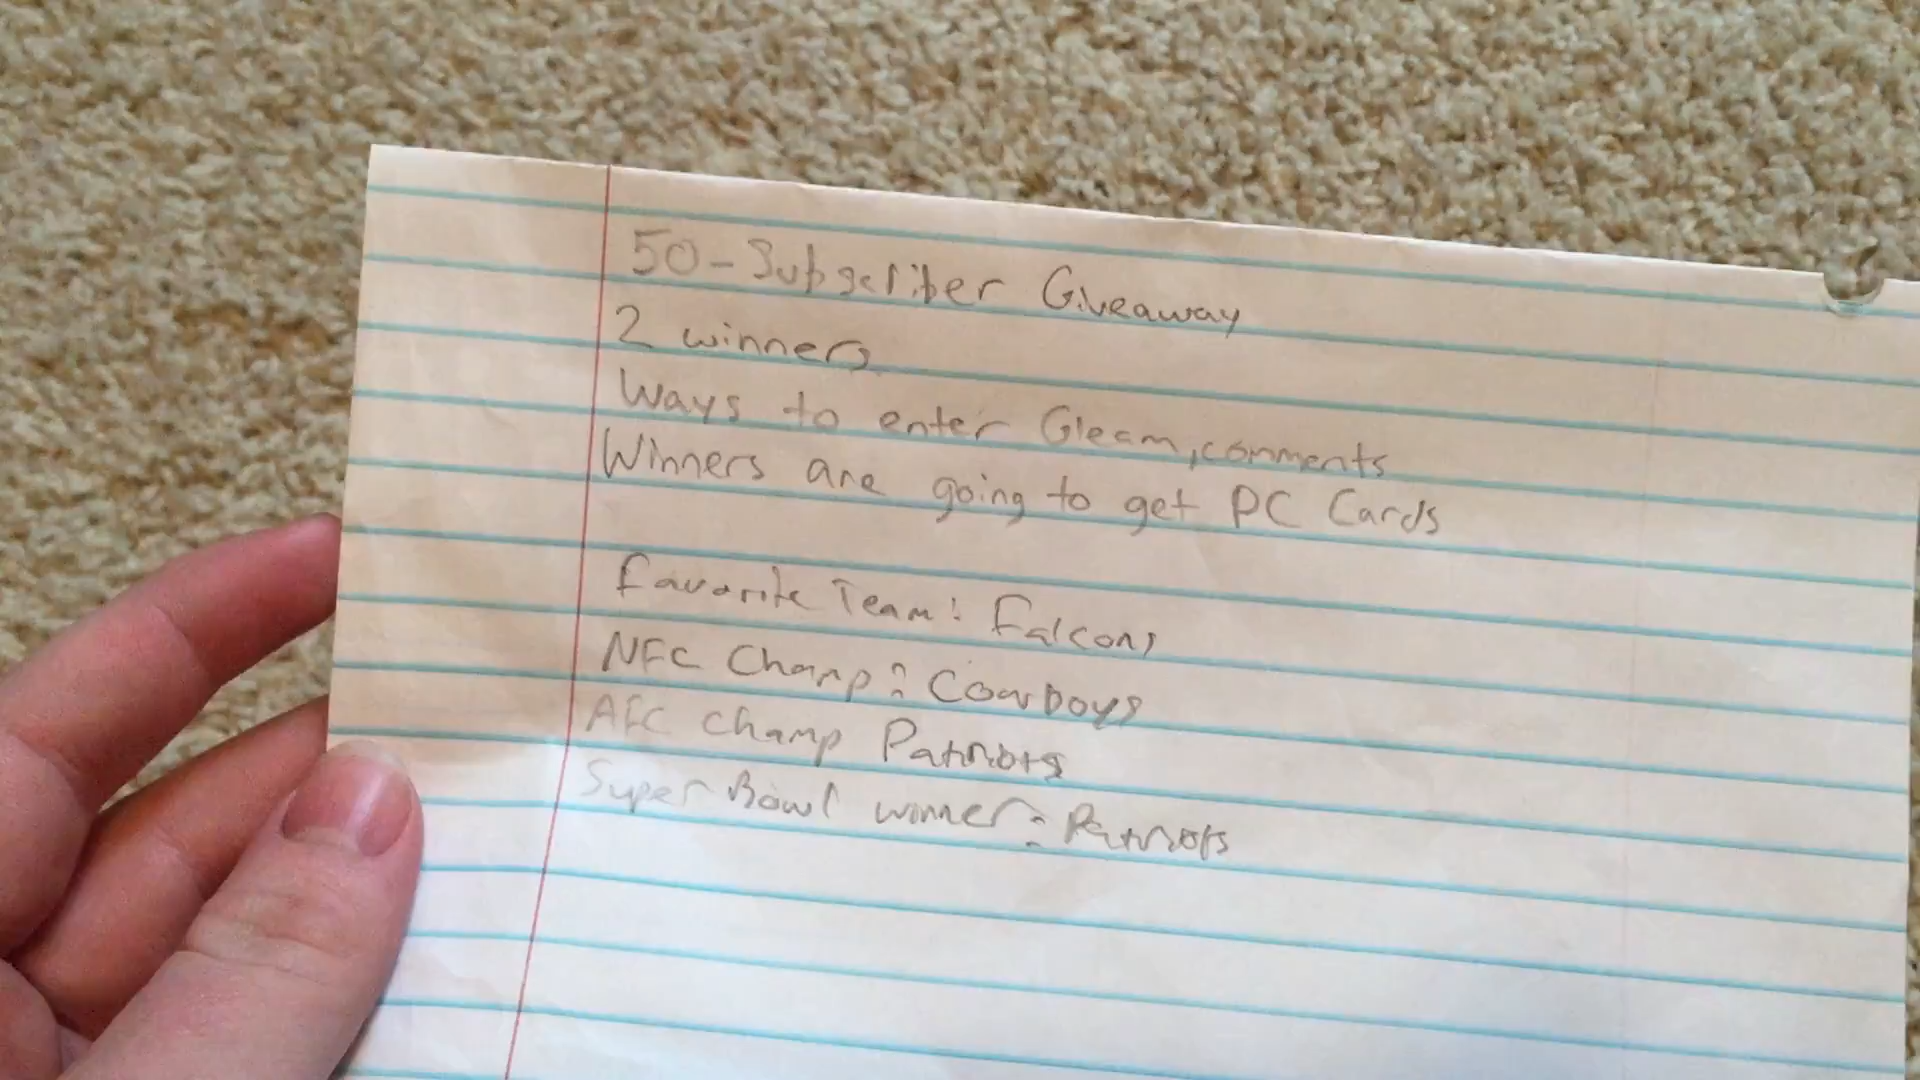 50-Subscriber Giveaway
2 winners
Ways to enter Gleam, comments
Winners are going to get PC Cards
Favorite Team: Falcons
NFC Champ: Cowboys
AFC Champ Patriots
Super Bowl winner: Patriots